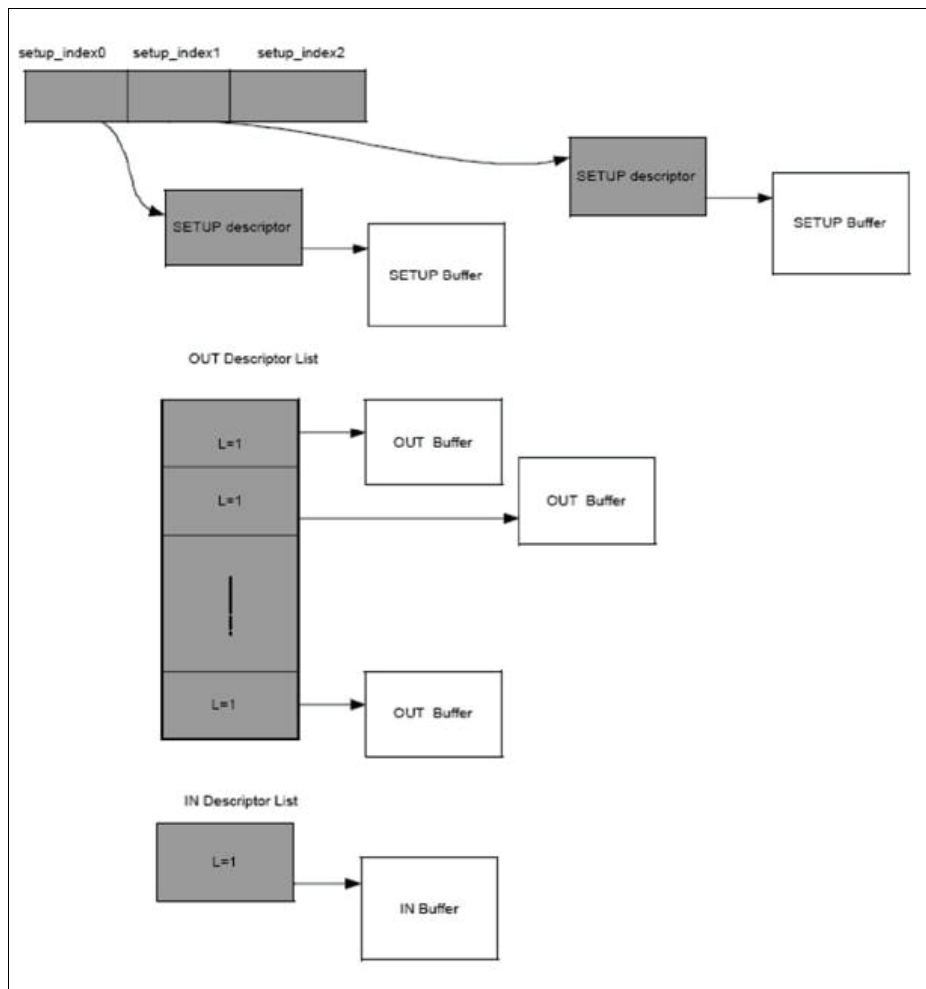 setup_index0 setup_index1 setup_index2
SETUP descriptor
SETUP Buffer
SETUP descriptor
SETUP Buffer
OUT Descriptor List
L=1
OUT Buffer
L=1
OUT Buffer
L=1
OUT Buffer
IN Descriptor List
L=1
IN Buffer